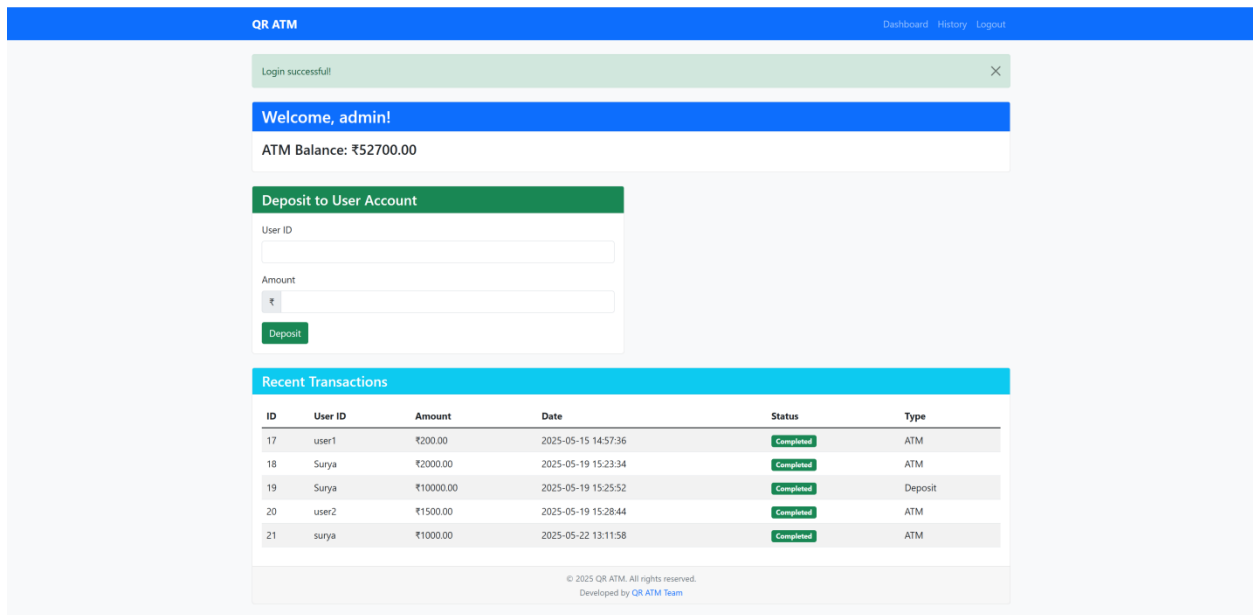 QR ATM Dashboard History Logout
Login successful!
Welcome, admin!
ATM Balance: ₹52700.00
Deposit to User Account
User ID
Amount
₹
Deposit
Recent Transactions
ID User ID Amount Date Status Type
17 user1 ₹200.00 2025-05-15 14:57:36 Completed ATM
18 Surya ₹2000.00 2025-05-19 15:23:34 Completed ATM
19 Surya ₹10000.00 2025-05-19 15:25:52 Completed Deposit
20 user2 ₹1500.00 2025-05-19 15:28:44 Completed ATM
21 surya ₹1000.00 2025-05-22 13:11:58 Completed ATM
© 2025 QR ATM. All rights reserved.
Developed by QR ATM Team